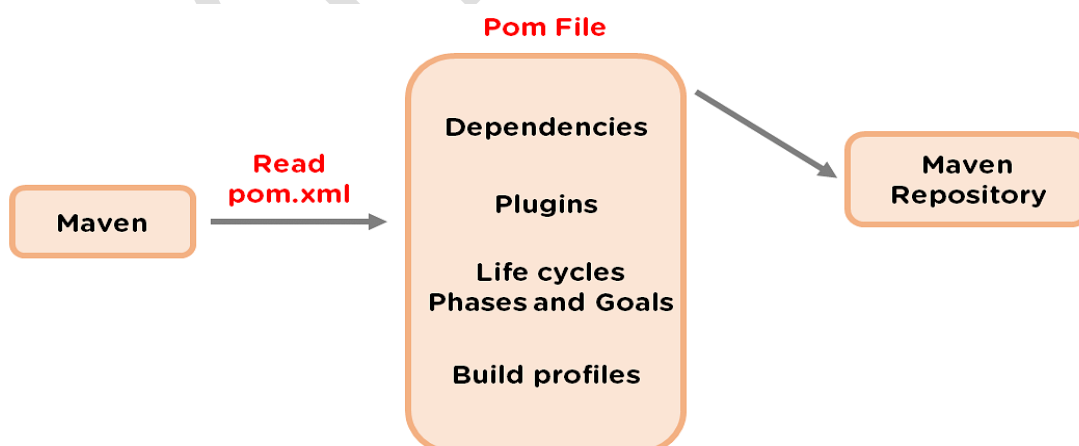 Pom File
Maven
Read
pom.xml
Dependencies
Plugins
Life cycles
Phases and Goals
Build profiles
Maven
Repository